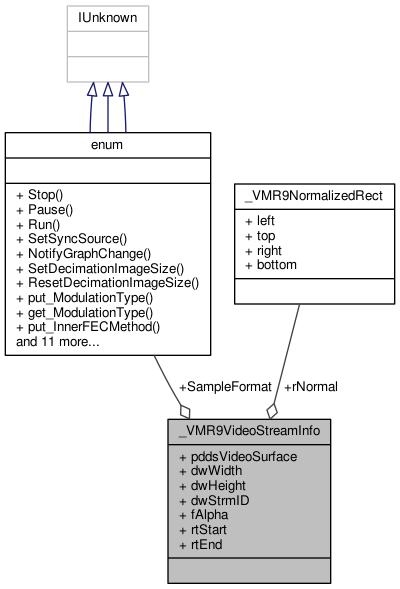 IUnknown
enum
+ Stop()
+ Pause()
+ Run()
+ SetSyncSource()
+ NotifyGraphChange()
+ SetDecimationImageSize()
+ ResetDecimationImageSize()
+ put_ModulationType()
+ get_ModulationType()
+ put_InnerFECMethod()
and 11 more...
_VMR9NormalizedRect
+ left
+ top
+ right
+ bottom
+SampleFormat
+rNormal
_VMR9VideoStreamInfo
+ pddsVideoSurface
+ dwWidth
+ dwHeight
+ dwStrmID
+ fAlpha
+ rtStart
+ rtEnd